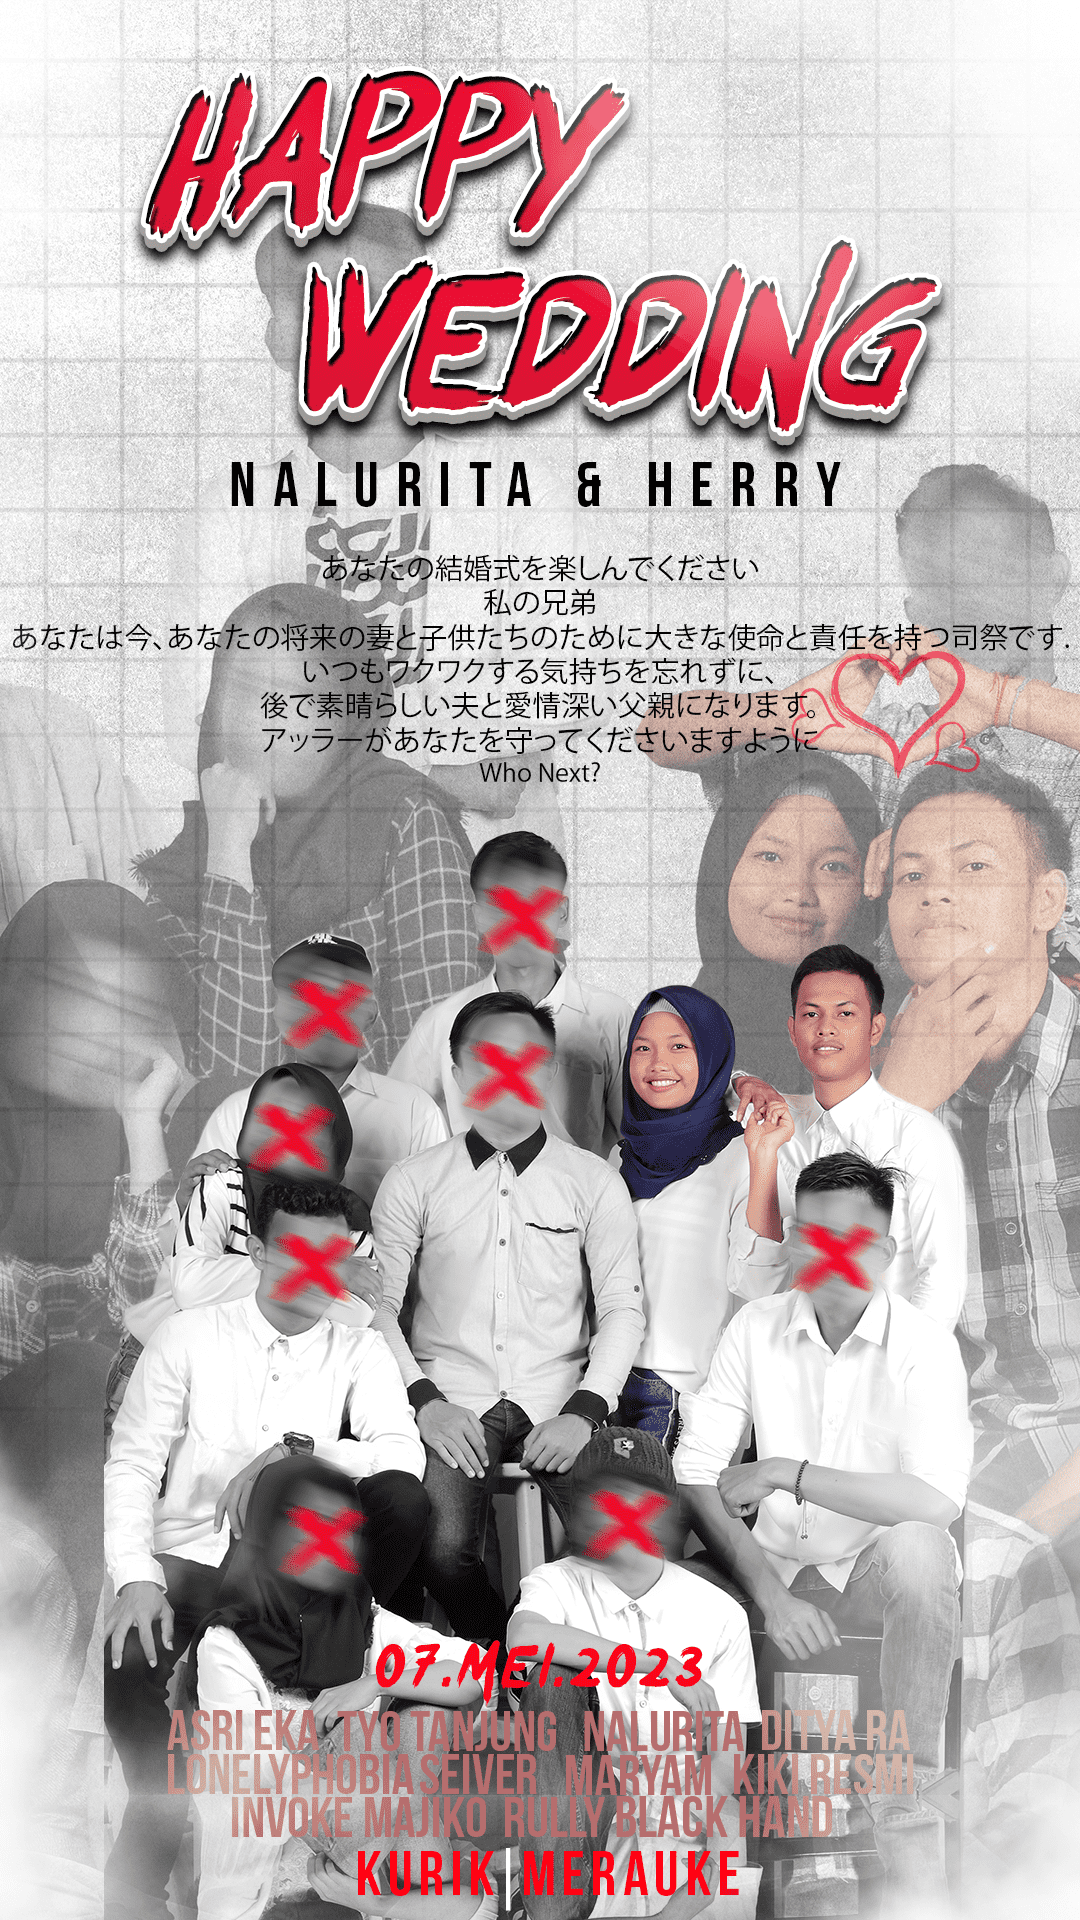 HAPPY
WEDDING
NALURITA & HERRY
あなたの結婚式を楽しんでください
私の兄弟
あなたは今、あなたの将来の妻と子供たちのために大きな使命と責任を持つ司祭です.
いつもワクワクする気持ちを忘れずに、
後で素晴らしい夫と愛情深い父親になります。
アッラーがあなたを守ってくださいますように
Who Next?
07.MEI.2023
ASRI EKA TYO TANJUNG NALURITA DITYA RA
LONELYPHOBIA SEIVER MARYAM KIKI RESMI
INVOKE MAJIKO RULLY BLACK HAND
KURIK|MERAUKE